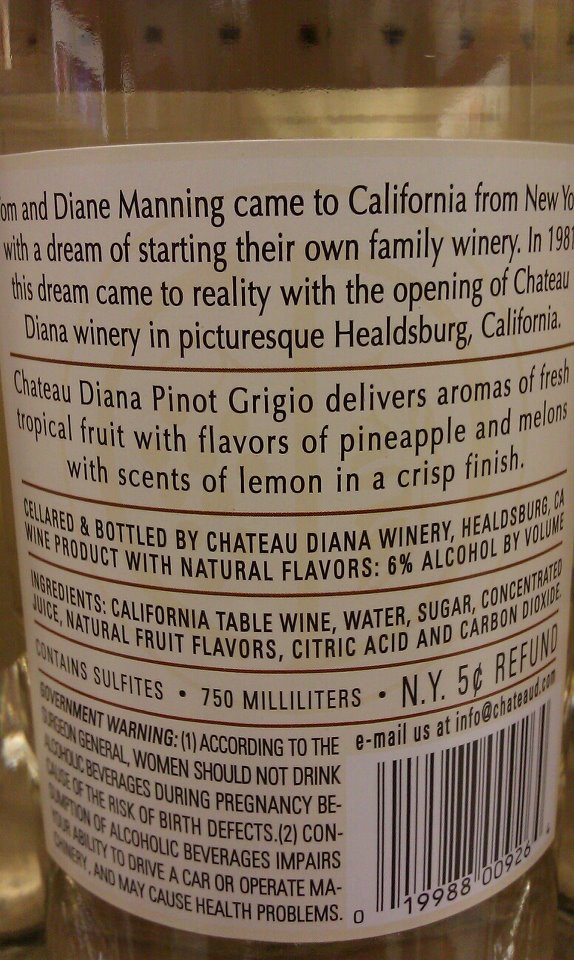 om and Diane Manning came to California from New Yo
with a dream of starting their own family winery. In 1981
this dream came to reality with the opening of Chateau
Diana winery in picturesque Healdsburg, California.
Chateau Diana Pinot Grigio delivers aromas of fresh
tropical fruit with flavors of pineapple and melons
with scents of lemon in a crisp finish.
CELLARED & BOTTLED BY CHATEAU DIANA WINERY, HEALDSBURG, CA
WINE PRODUCT WITH NATURAL FLAVORS: 6% ALCOHOL BY VOLUME
INGREDIENTS: CALIFORNIA TABLE WINE, WATER, SUGAR, CONCENTRATED
JUICE, NATURAL FRUIT FLAVORS, CITRIC ACID AND CARBON DIOXIDE.
CONTAINS SULFITES • 750 MILLILITERS • N.Y. 5¢ REFUND
GOVERNMENT WARNING: (1) ACCORDING TO THE
SURGEON GENERAL, WOMEN SHOULD NOT DRINK
ALCOHOLIC BEVERAGES DURING PREGNANCY BE-
CAUSE OF THE RISK OF BIRTH DEFECTS.(2) CON-
SUMPTION OF ALCOHOLIC BEVERAGES IMPAIRS
YOUR ABILITY TO DRIVE A CAR OR OPERATE MA-
CHINERY, AND MAY CAUSE HEALTH PROBLEMS.
e-mail us at info@chateaud.com
0 19988 00926 4